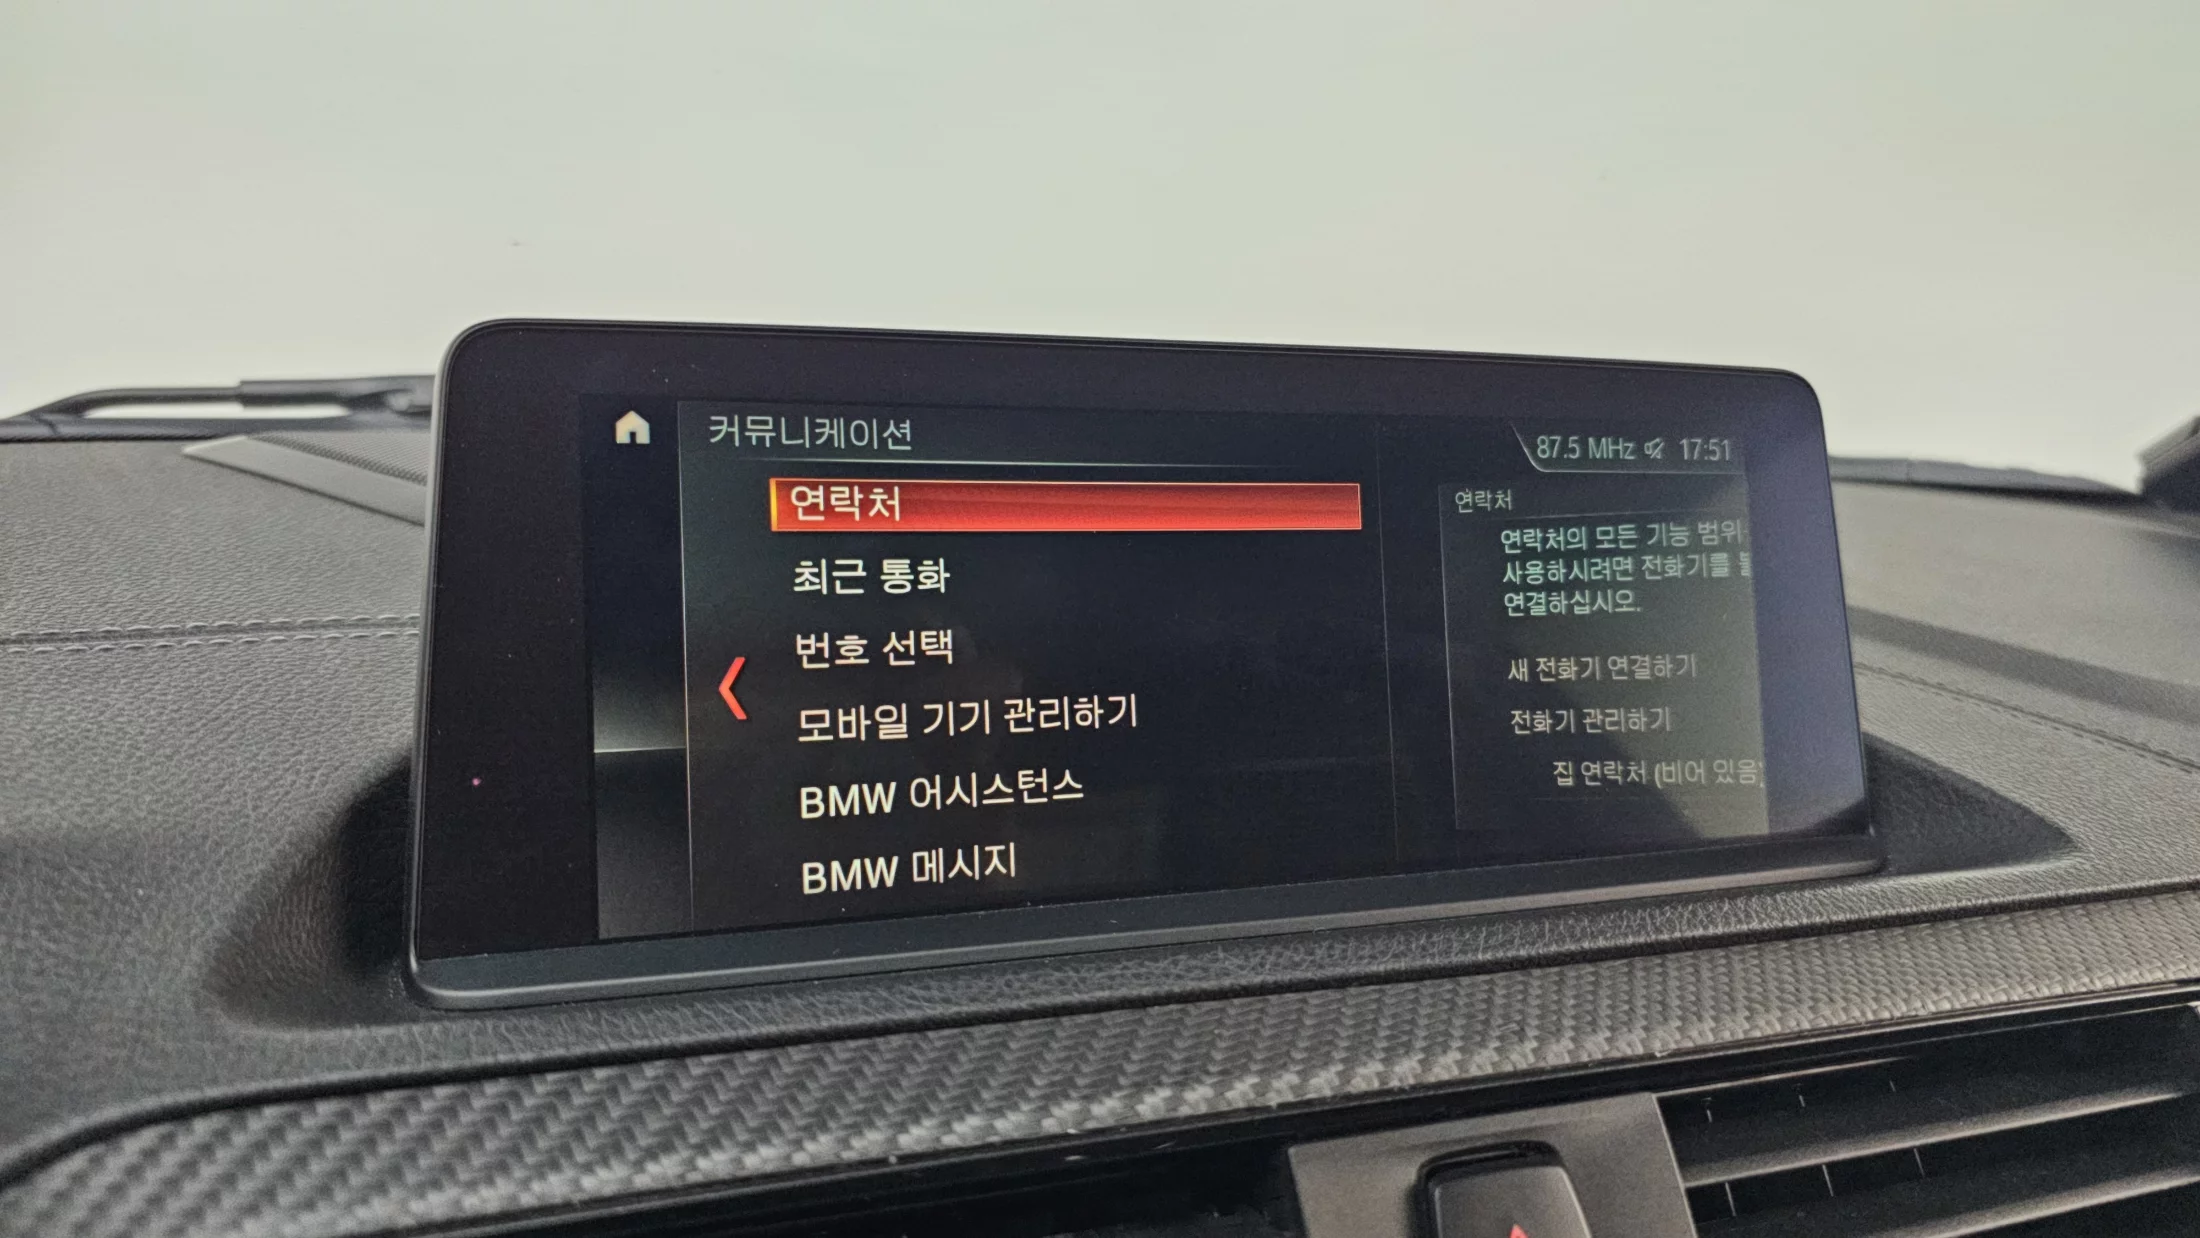 커뮤니케이션
87.5 MHz 17:51
연락처
최근 통화
번호 선택
모바일 기기 관리하기
BMW 어시스턴스
BMW 메시지
연락처
연락처의 모든 기능 범위
사용하시려면 전화기를
연결하십시오.
새 전화기 연결하기
전화기 관리하기
집 연락처 (비어 있음)